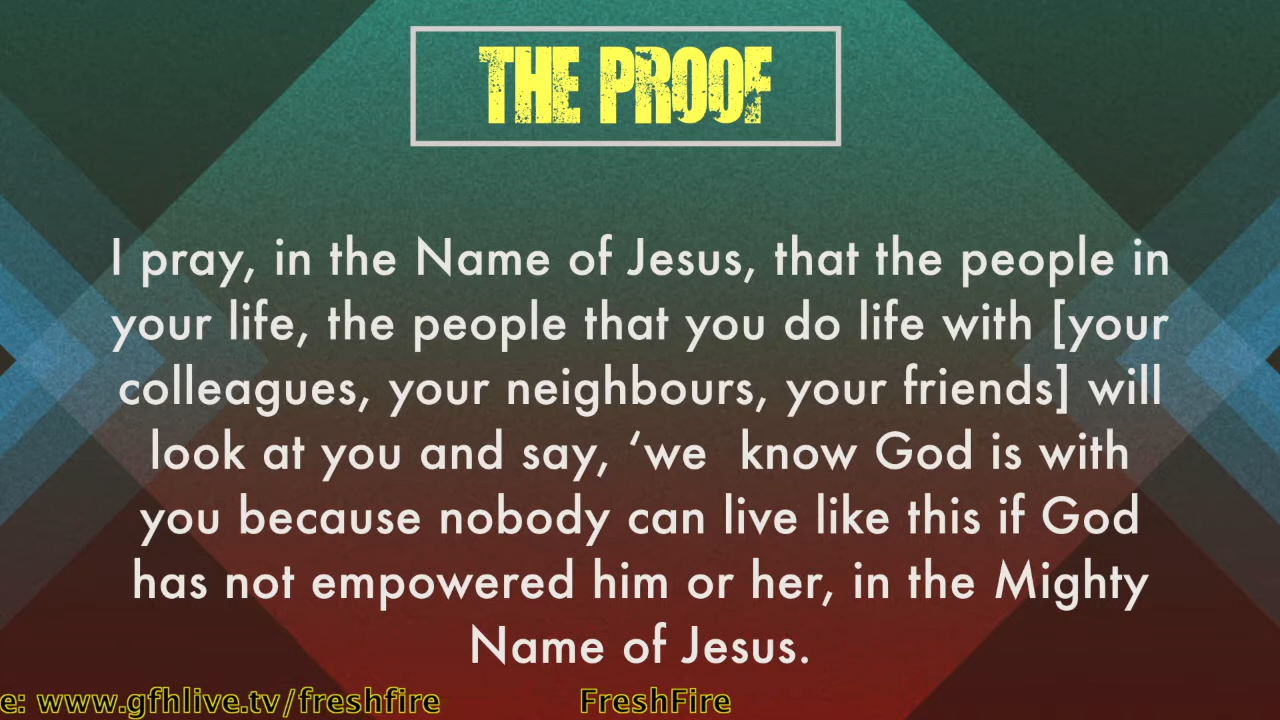 THE PROOF
I pray, in the Name of Jesus, that the people in
your life, the people that you do life with [your
colleagues, your neighbours, your friends] will
look at you and say, ‘we  know God is with
you because nobody can live like this if God
has not empowered him or her, in the Mighty
Name of Jesus.
e: www.gfhlive.tv/freshfire FreshFire